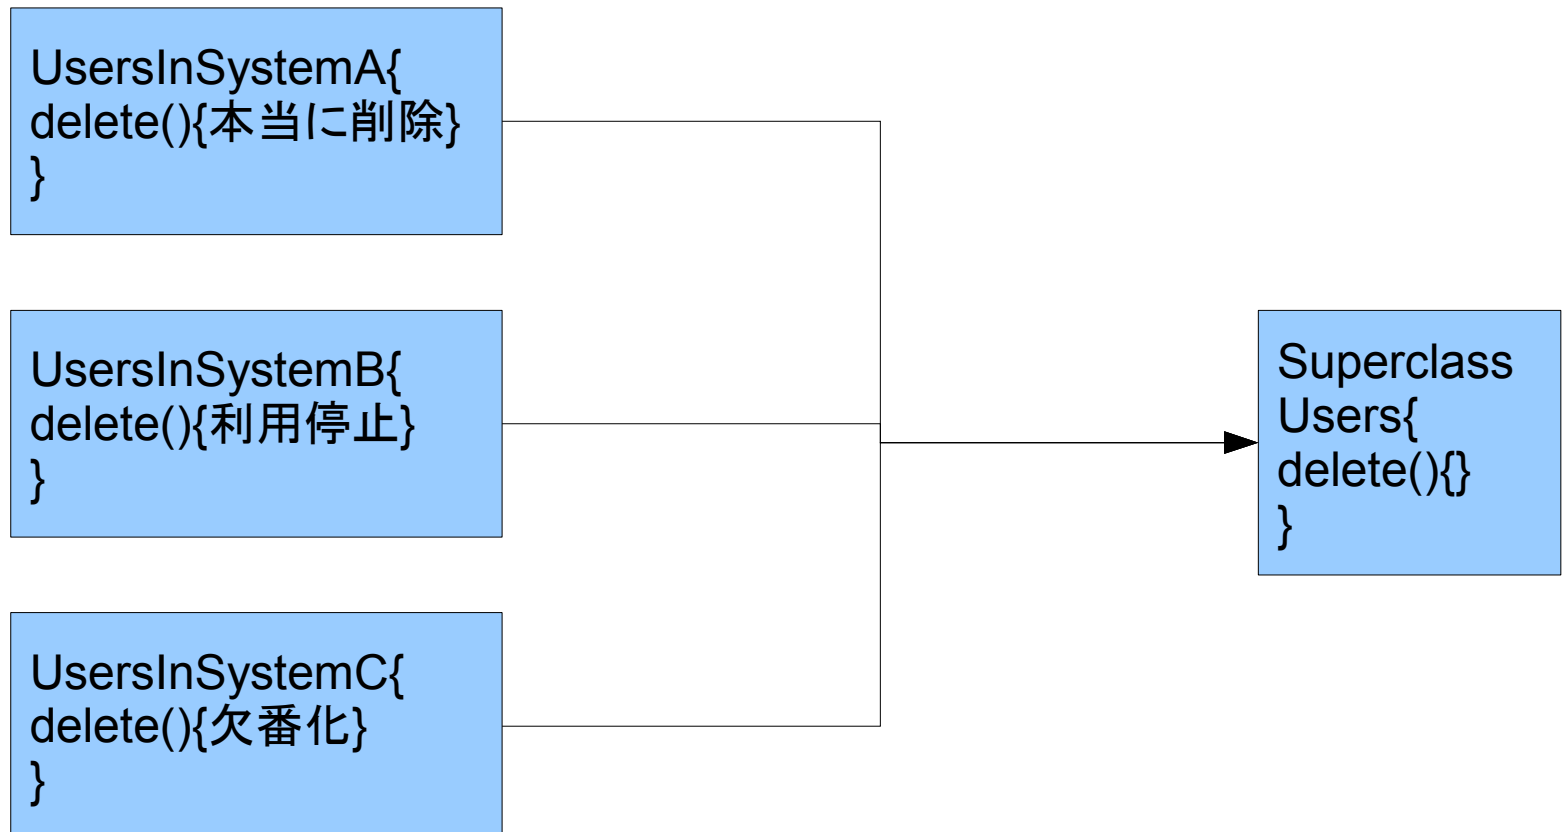 UsersInSystemA{
delete(){本当に削除}
}
UsersInSystemB{
delete(){利用停止}
}
UsersInSystemC{
delete(){欠番化}
}
Superclass
Users{
delete(){}
}